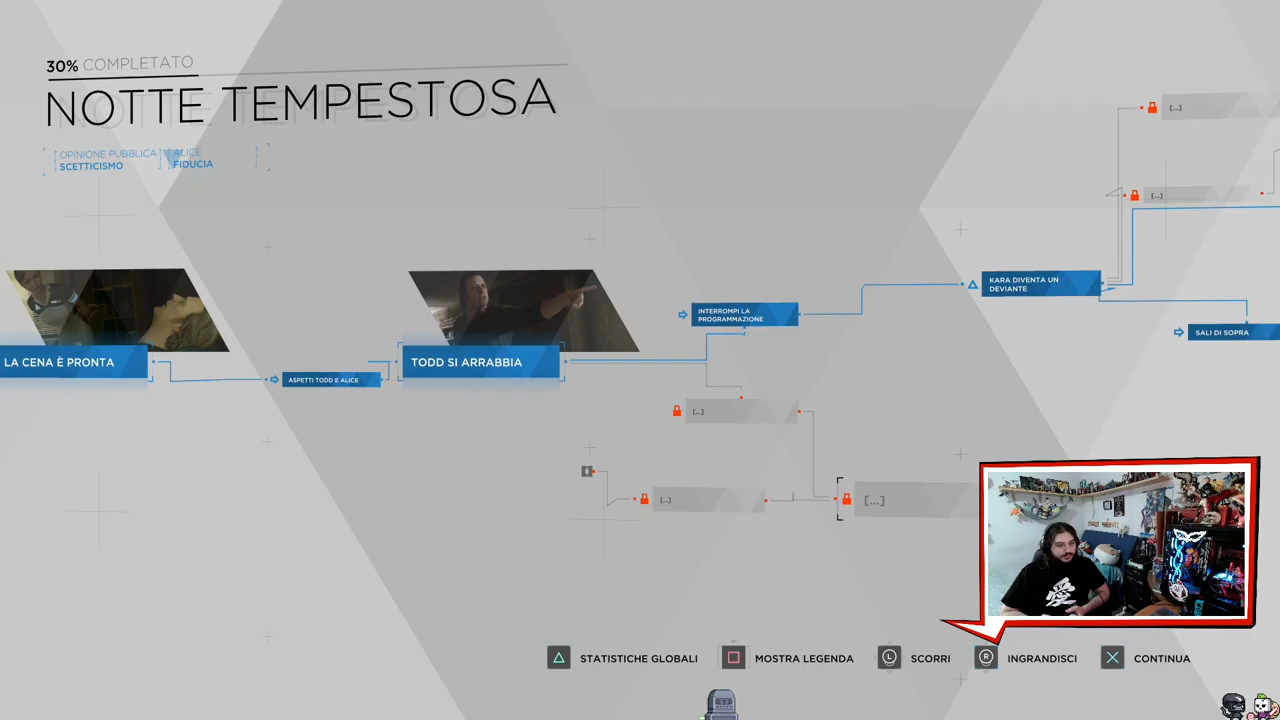 30% COMPLETATO
NOTTE TEMPESTOSA
OPINIONE PUBBLICA
SCETTICISMO
ALICE
FIDUCIA
[...]
[...]
KARA DIVENTA UN
DEVIANTE
INTERROMPI LA
PROGRAMMAZIONE
SALI DI SOPRA
LA CENA È PRONTA
ASPETTI TODD E ALICE
TODD SI ARRABBIA
[...]
[...]
[...]
愛
STATISTICHE GLOBALI
MOSTRA LEGENDA
L
SCORRI
R
INGRANDISCI
CONTINUA